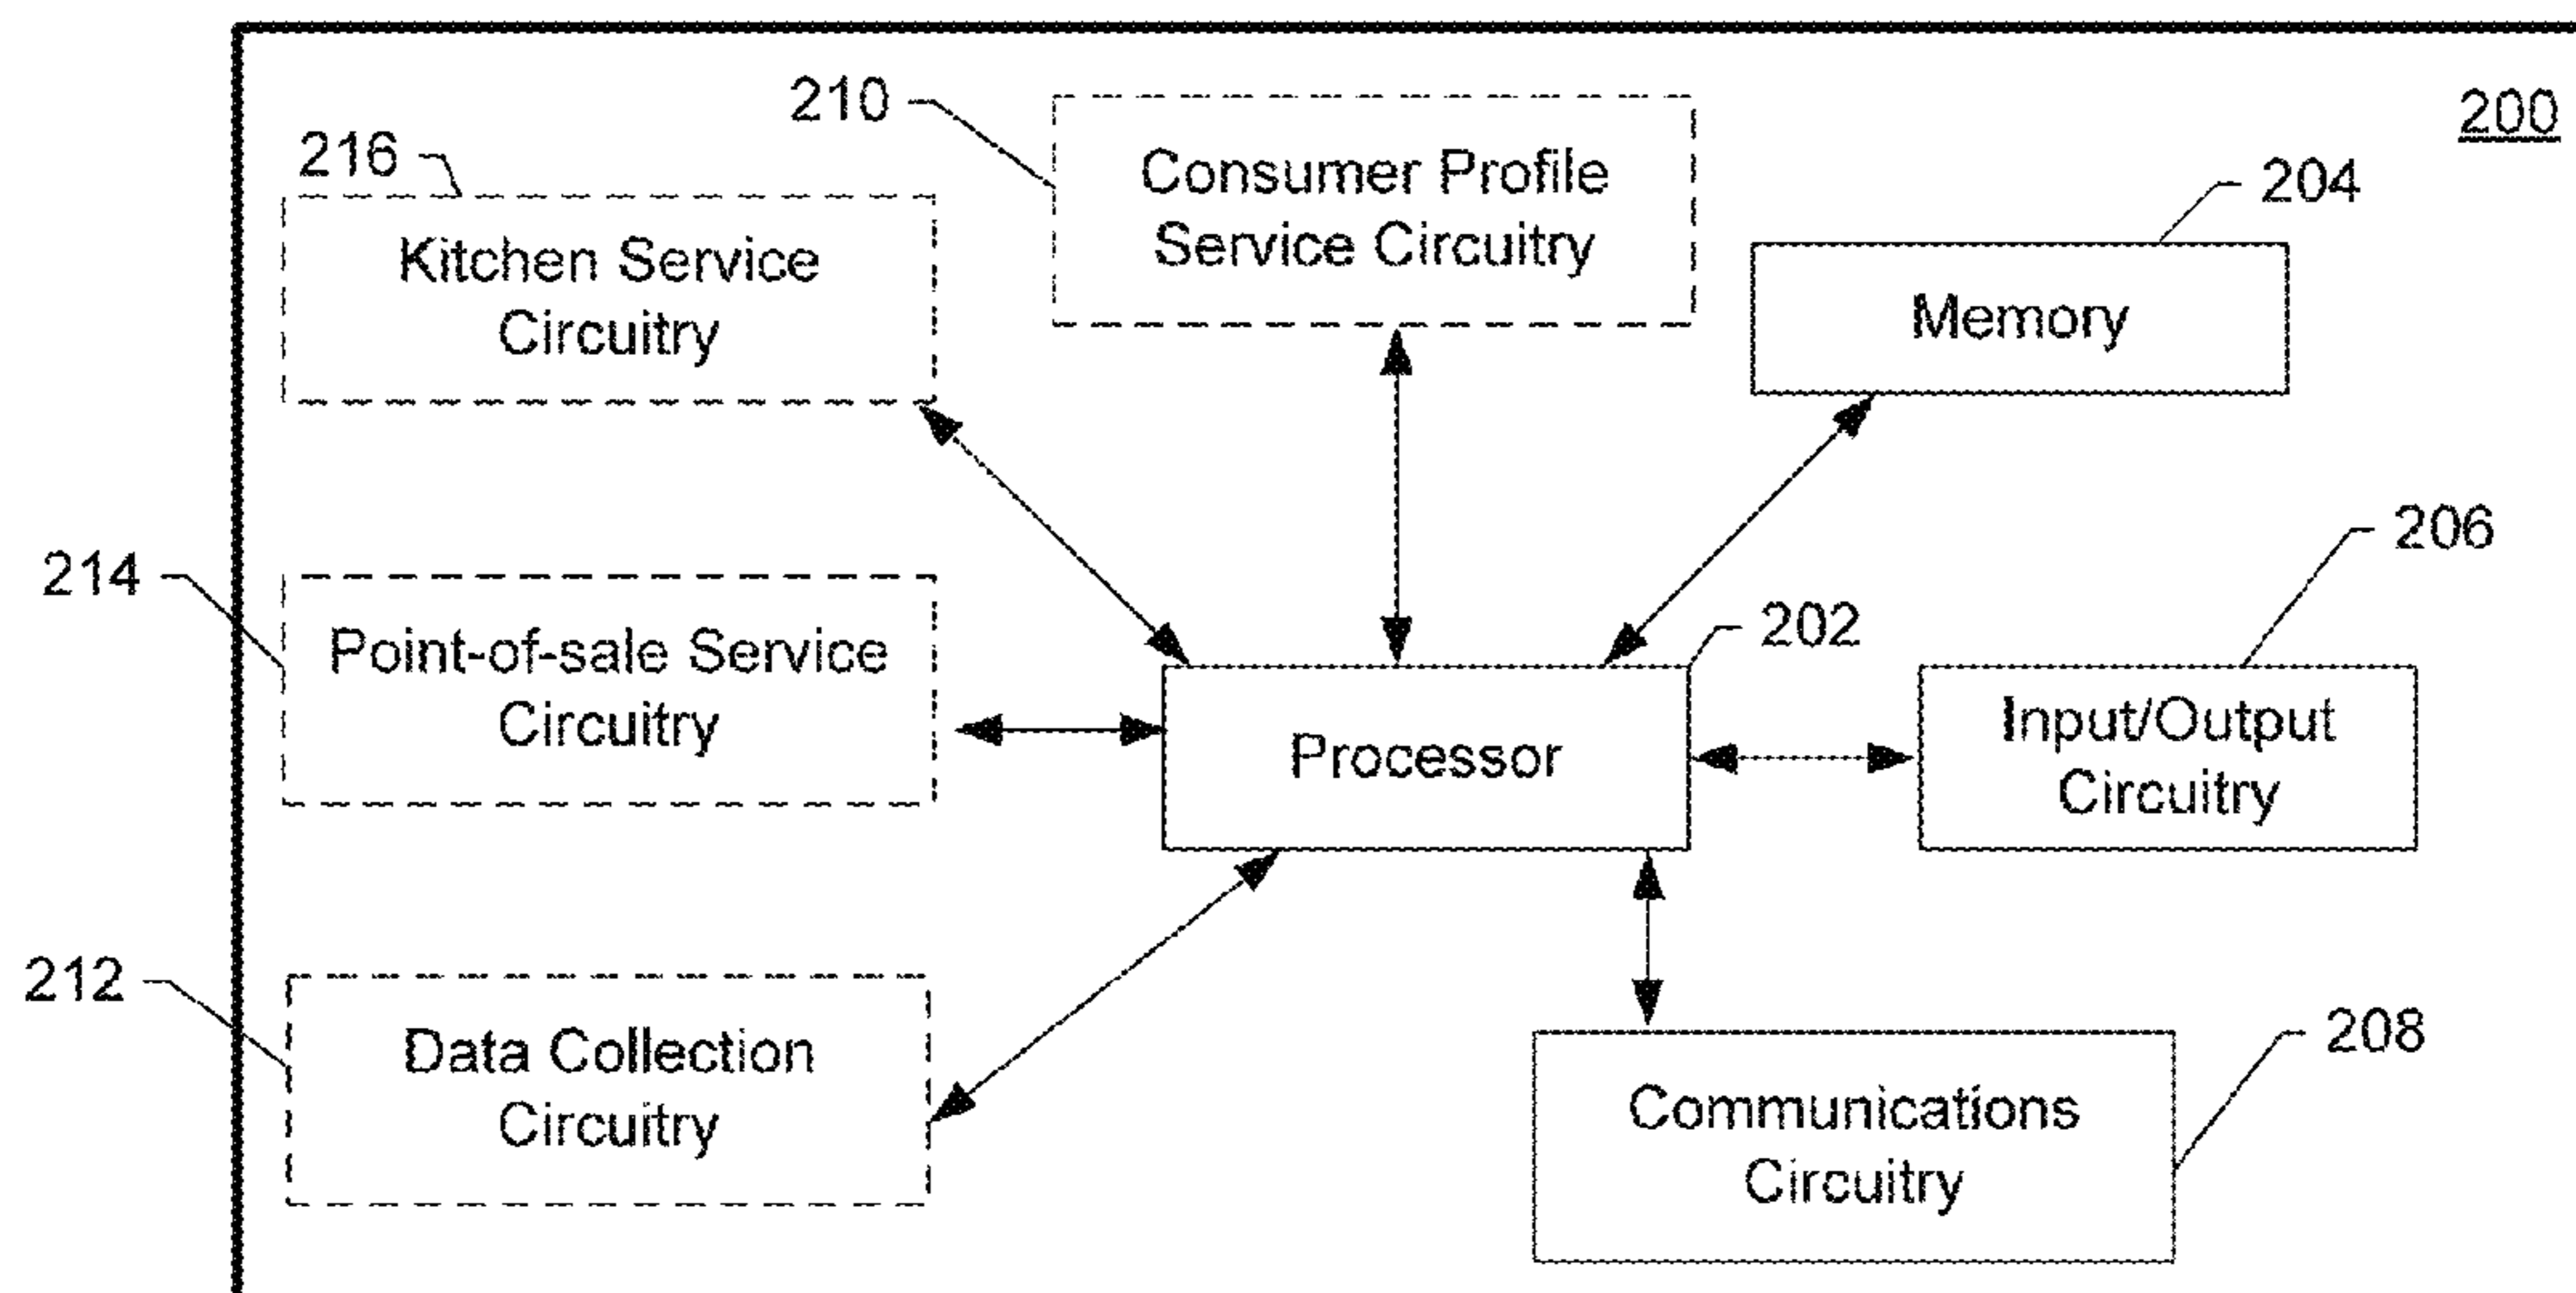 200
210
Consumer Profile
Service Circuitry
216
Kitchen Service
Circuitry
204
Memory
206
Input/Output
Circuitry
214
Point-of-sale Service
Circuitry
202
Processor
212
Data Collection
Circuitry
208
Communications
Circuitry